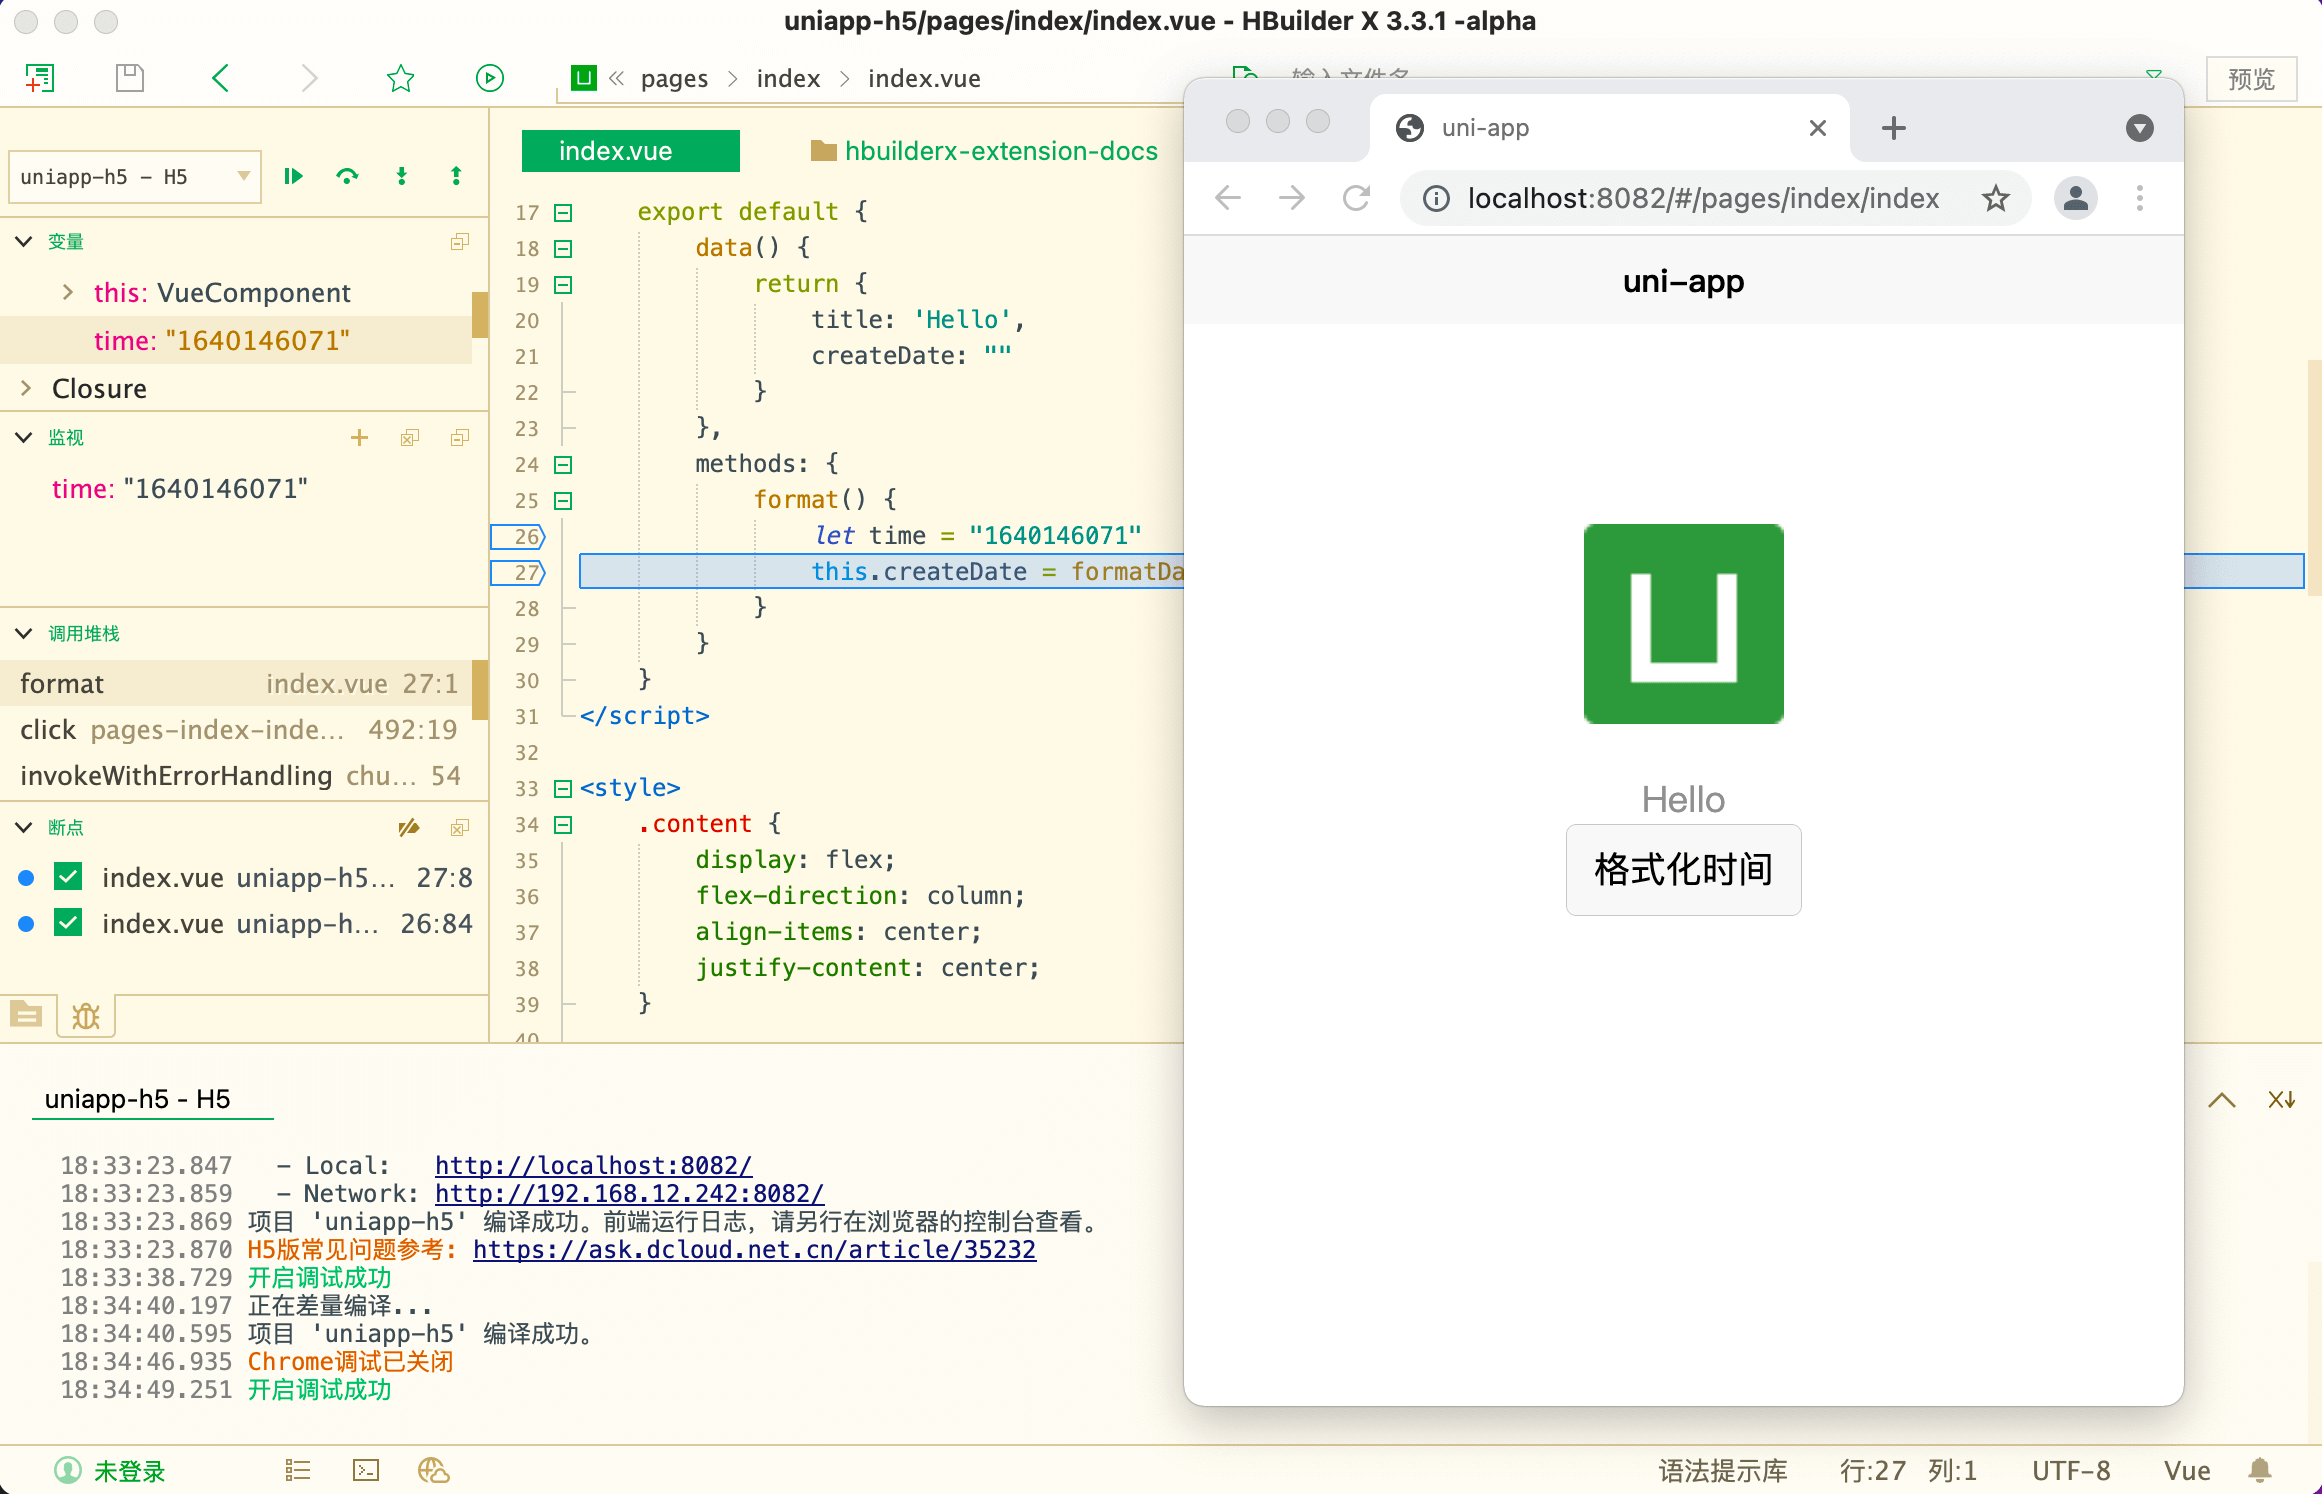 uniapp-h5/pages/index/index.vue - HBuilder X 3.3.1 -alpha
pages > index > index.vue
预览
uniapp-h5 - H5
变量
this: VueComponent
time: "1640146071"
Closure
监视
time: "1640146071"
调用堆栈
format index.vue 27:1
click pages-index-inde... 492:19
invokeWithErrorHandling chu... 54
断点
index.vue uniapp-h5... 27:8
index.vue uniapp-h... 26:84
index.vue
hbuilderx-extension-docs
17 export default {
18 data() {
19 return {
20 title: 'Hello',
21 createDate: ""
22 }
23 },
24 methods: {
25 format() {
26 let time = "1640146071"
27 this.createDate = formatDa
28 }
29 }
30 }
31 </script>
32
33 <style>
34 .content {
35 display: flex;
36 flex-direction: column;
37 align-items: center;
38 justify-content: center;
39 }
uni-app
localhost:8082/#/pages/index/index
uni-app
Hello
格式化时间
uniapp-h5 - H5
18:33:23.847 - Local: http://localhost:8082/
18:33:23.859 - Network: http://192.168.12.242:8082/
18:33:23.869 项目 'uniapp-h5' 编译成功。前端运行日志，请另行在浏览器的控制台查看。
18:33:23.870 H5版常见问题参考: https://ask.dcloud.net.cn/article/35232
18:33:38.729 开启调试成功
18:34:40.197 正在差量编译...
18:34:40.595 项目 'uniapp-h5' 编译成功。
18:34:46.935 Chrome调试已关闭
18:34:49.251 开启调试成功
未登录
语法提示库 行:27 列:1 UTF-8 Vue